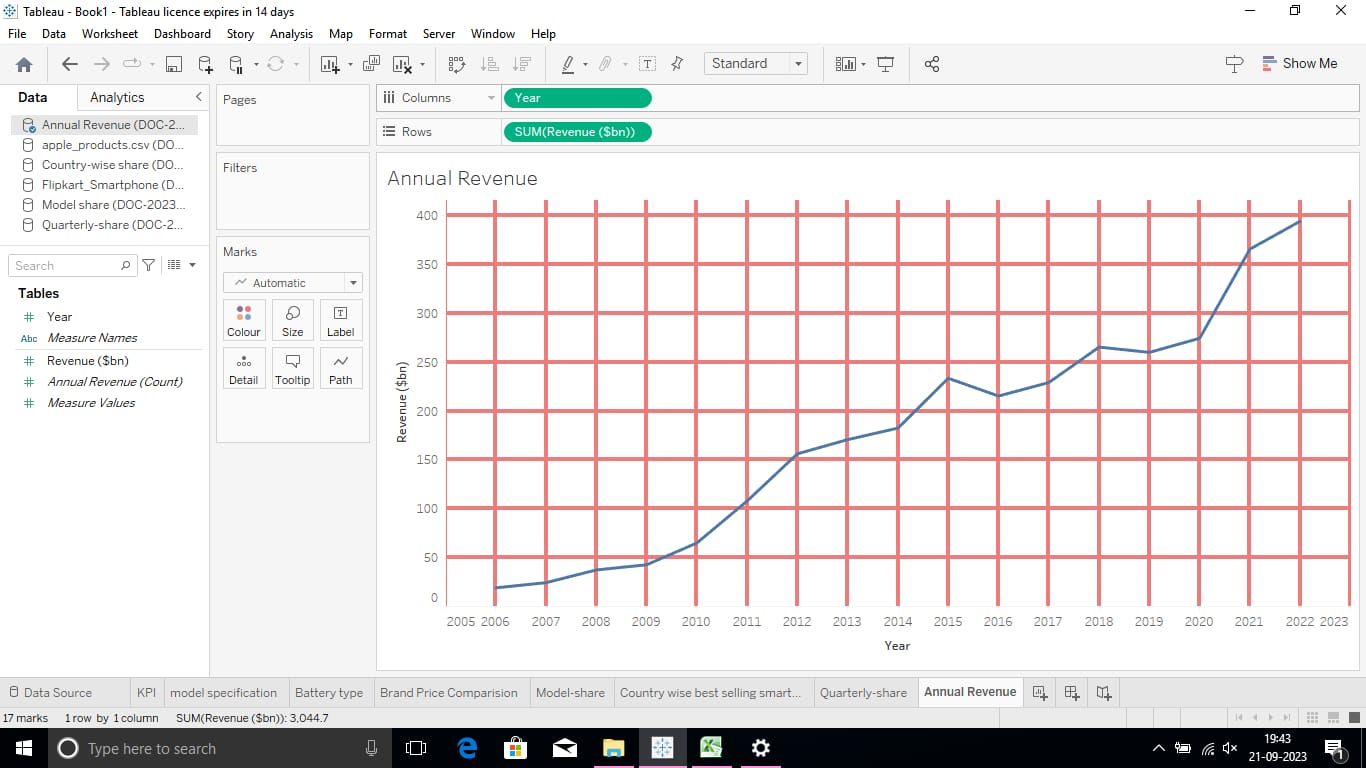 Tableau - Book1 - Tableau licence expires in 14 days
File Data Worksheet Dashboard Story Analysis Map Format Server Window Help
Standard
Show Me
Data Analytics
Annual Revenue (DOC-2...
apple_products.csv (DO...
Country-wise share (DO...
Flipkart_Smartphone (D...
Model share (DOC-2023...
Quarterly-share (DOC-2...
Search
Tables
Year
Abc Measure Names
Revenue ($bn)
Annual Revenue (Count)
Measure Values
Pages
Filters
Marks
Automatic
Colour Size Label
Detail Tooltip Path
Columns Year
Rows SUM(Revenue ($bn))
Annual Revenue
400
350
300
250
200
150
100
50
0
Revenue ($bn)
2005 2006 2007 2008 2009 2010 2011 2012 2013 2014 2015 2016 2017 2018 2019 2020 2021 2022 2023
Year
Data Source KPI model specification Battery type Brand Price Comparision Model-share Country wise best selling smart... Quarterly-share Annual Revenue
17 marks 1 row by 1 column SUM(Revenue ($bn)): 3,044.7
Type here to search
19:43
21-09-2023
1